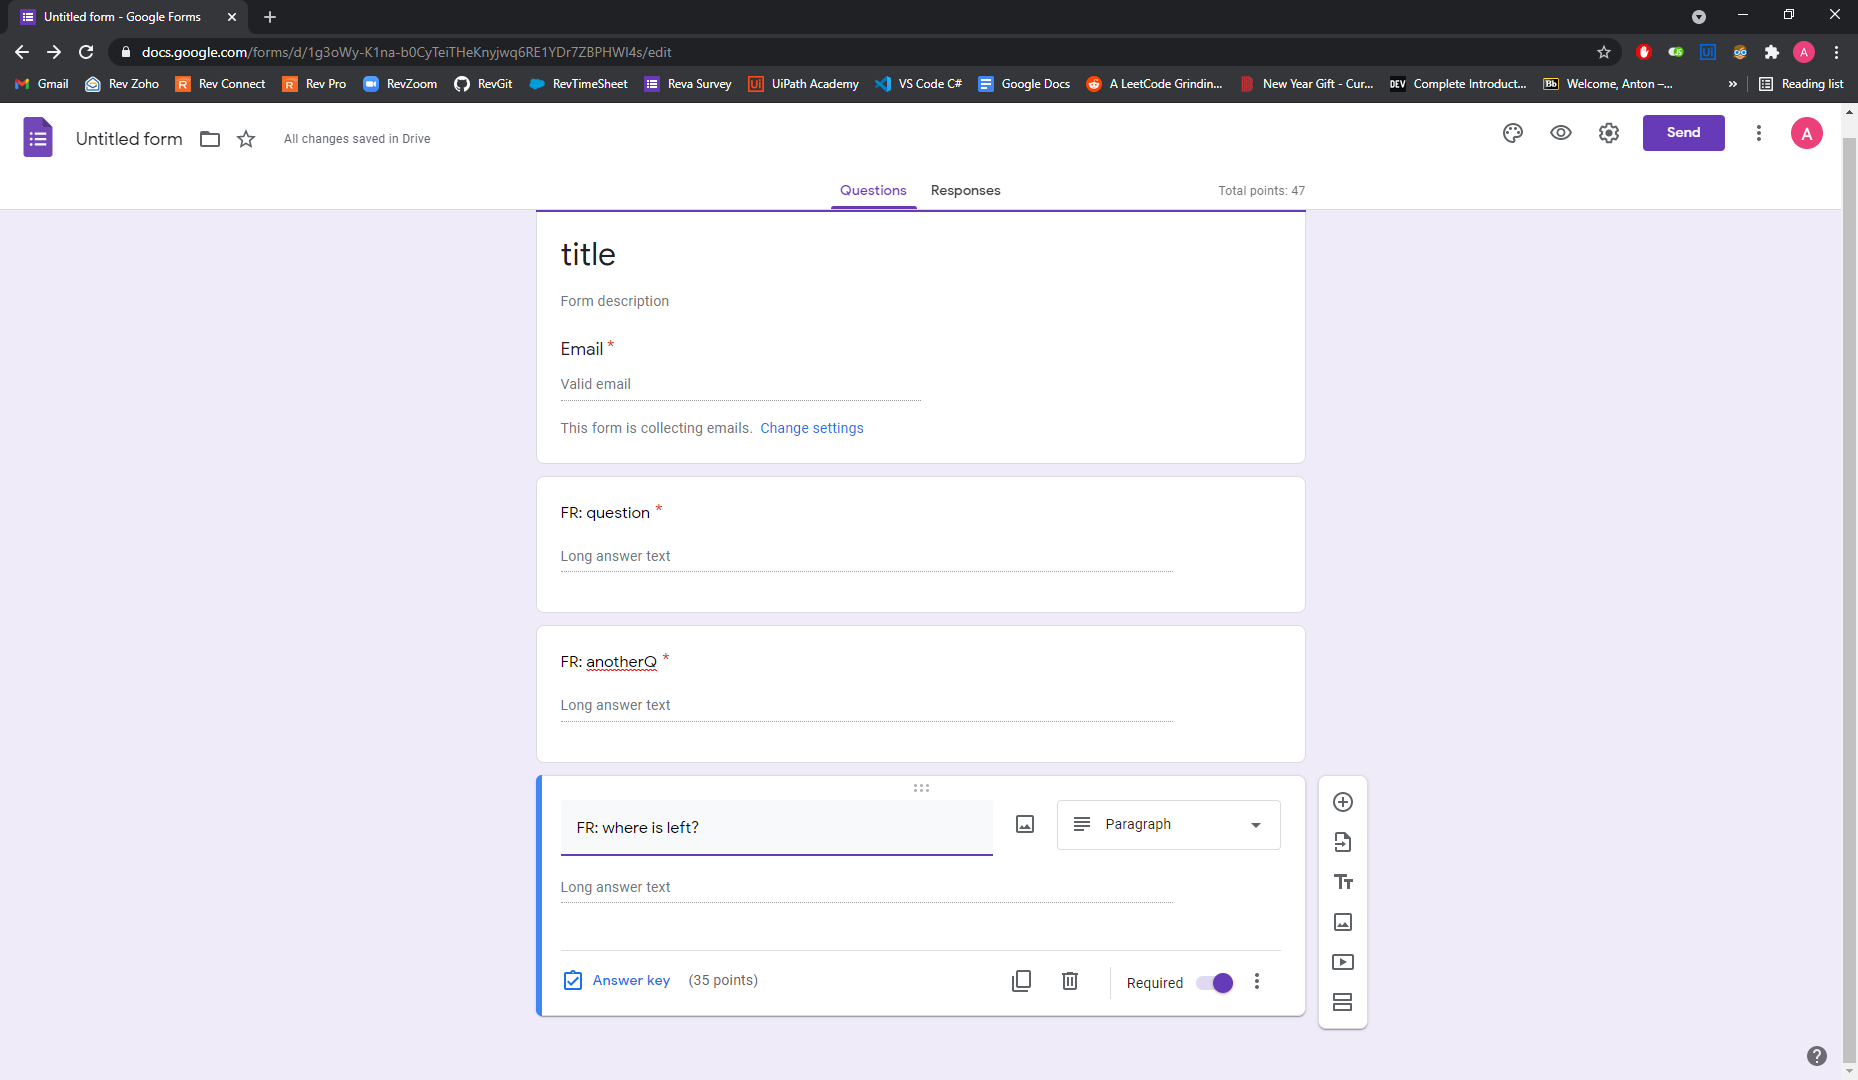 Untitled form - Google Forms
docs.google.com/forms/d/1g3oWy-K1na-b0CyTeiTHeKnyjwq6RE1YDr7ZBPHWI4s/edit
A
Gmail
Rev Zoho
R Rev Connect
R Rev Pro
RevZoom
RevGit
RevTimeSheet
Reva Survey
Ui UiPath Academy
VS Code C#
Google Docs
A LeetCode Grindin...
New Year Gift - Cur...
DEV Complete Introduct...
Bb Welcome, Anton –...
»
Reading list
Untitled form
All changes saved in Drive
Send
A
Questions
Responses
Total points: 47
title
Form description
Email *
Valid email
This form is collecting emails. Change settings
FR: question *
Long answer text
FR: anotherQ *
Long answer text
FR: where is left?
Paragraph
Long answer text
Answer key (35 points)
Required
Tт
?